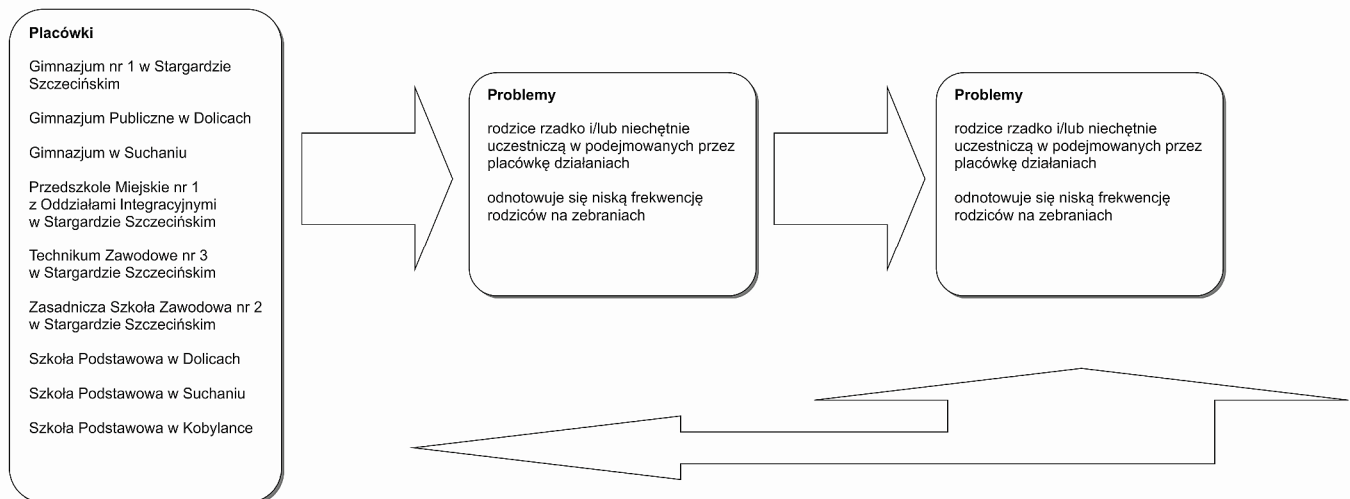 Placówki
Gimnazjum nr 1 w Stargardzie
Szczecińskim
Gimnazjum Publiczne w Dolicach
Gimnazjum w Suchaniu
Przedszkole Miejskie nr 1
z Oddziałami Integracyjnymi
w Stargardzie Szczecińskim
Technikum Zawodowe nr 3
w Stargardzie Szczecińskim
Zasadnicza Szkoła Zawodowa nr 2
w Stargardzie Szczecińskim
Szkoła Podstawowa w Dolicach
Szkoła Podstawowa w Suchaniu
Szkoła Podstawowa w Kobylance
Problemy
rodzice rzadko i/lub niechętnie
uczestniczą w podejmowanych przez
placówkę działaniach
odnotowuje się niską frekwencję
rodziców na zebraniach
Problemy
rodzice rzadko i/lub niechętnie
uczestniczą w podejmowanych przez
placówkę działaniach
odnotowuje się niską frekwencję
rodziców na zebraniach